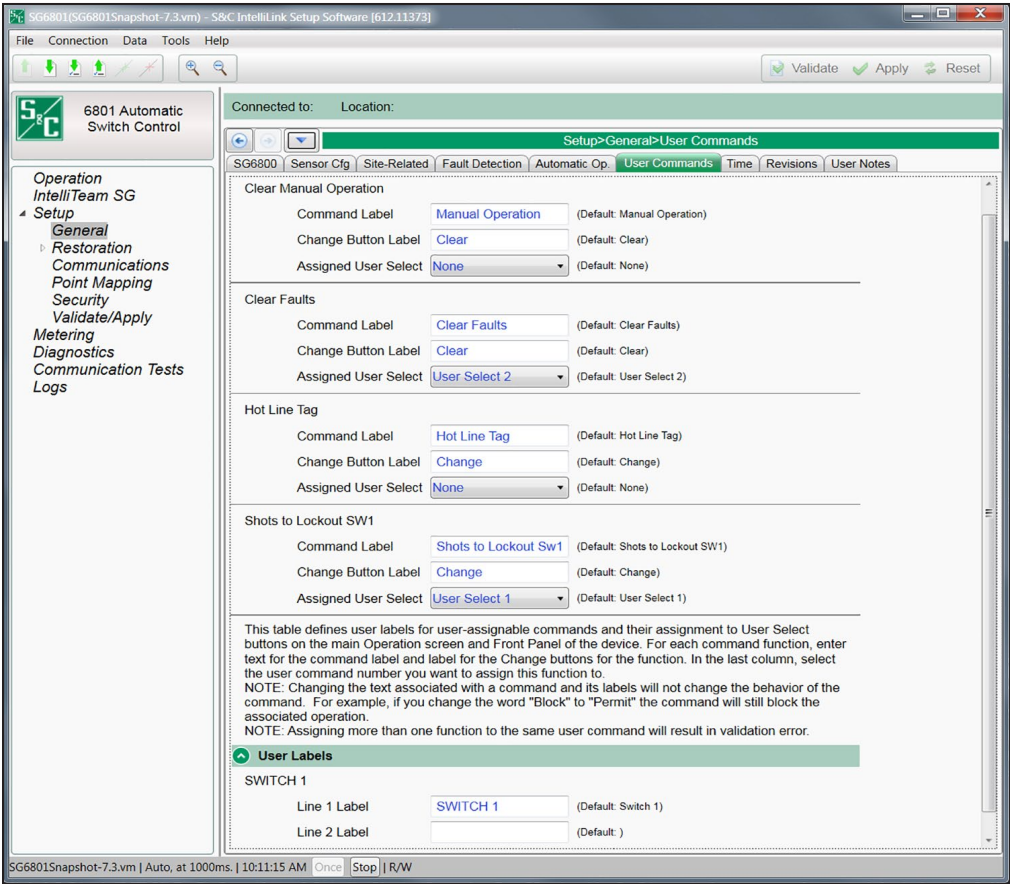 SG6801(SG6801Snapshot-7.3.vm) - S&C IntelliLink Setup Software [612.11373]
File Connection Data Tools Help
Validate Apply Reset
S&C
6801 Automatic
Switch Control
Connected to: Location:
Setup>General>User Commands
SG6800 Sensor Cfg Site-Related Fault Detection Automatic Op. User Commands Time Revisions User Notes
Operation
IntelliTeam SG
Setup
General
Restoration
Communications
Point Mapping
Security
Validate/Apply
Metering
Diagnostics
Communication Tests
Logs
Clear Manual Operation
Command Label Manual Operation (Default: Manual Operation)
Change Button Label Clear (Default: Clear)
Assigned User Select None (Default: None)
Clear Faults
Command Label Clear Faults (Default: Clear Faults)
Change Button Label Clear (Default: Clear)
Assigned User Select User Select 2 (Default: User Select 2)
Hot Line Tag
Command Label Hot Line Tag (Default: Hot Line Tag)
Change Button Label Change (Default: Change)
Assigned User Select None (Default: None)
Shots to Lockout SW1
Command Label Shots to Lockout Sw1 (Default: Shots to Lockout SW1)
Change Button Label Change (Default: Change)
Assigned User Select User Select 1 (Default: User Select 1)
This table defines user labels for user-assignable commands and their assignment to User Select
buttons on the main Operation screen and Front Panel of the device. For each command function, enter
text for the command label and label for the Change buttons for the function. In the last column, select
the user command number you want to assign this function to.
NOTE: Changing the text associated with a command and its labels will not change the behavior of the
command. For example, if you change the word "Block" to "Permit" the command will still block the
associated operation.
NOTE: Assigning more than one function to the same user command will result in validation error.
User Labels
SWITCH 1
Line 1 Label SWITCH 1 (Default: Switch 1)
Line 2 Label (Default: )
SG6801Snapshot-7.3.vm | Auto, at 1000ms. | 10:11:15 AM Once Stop | R/W